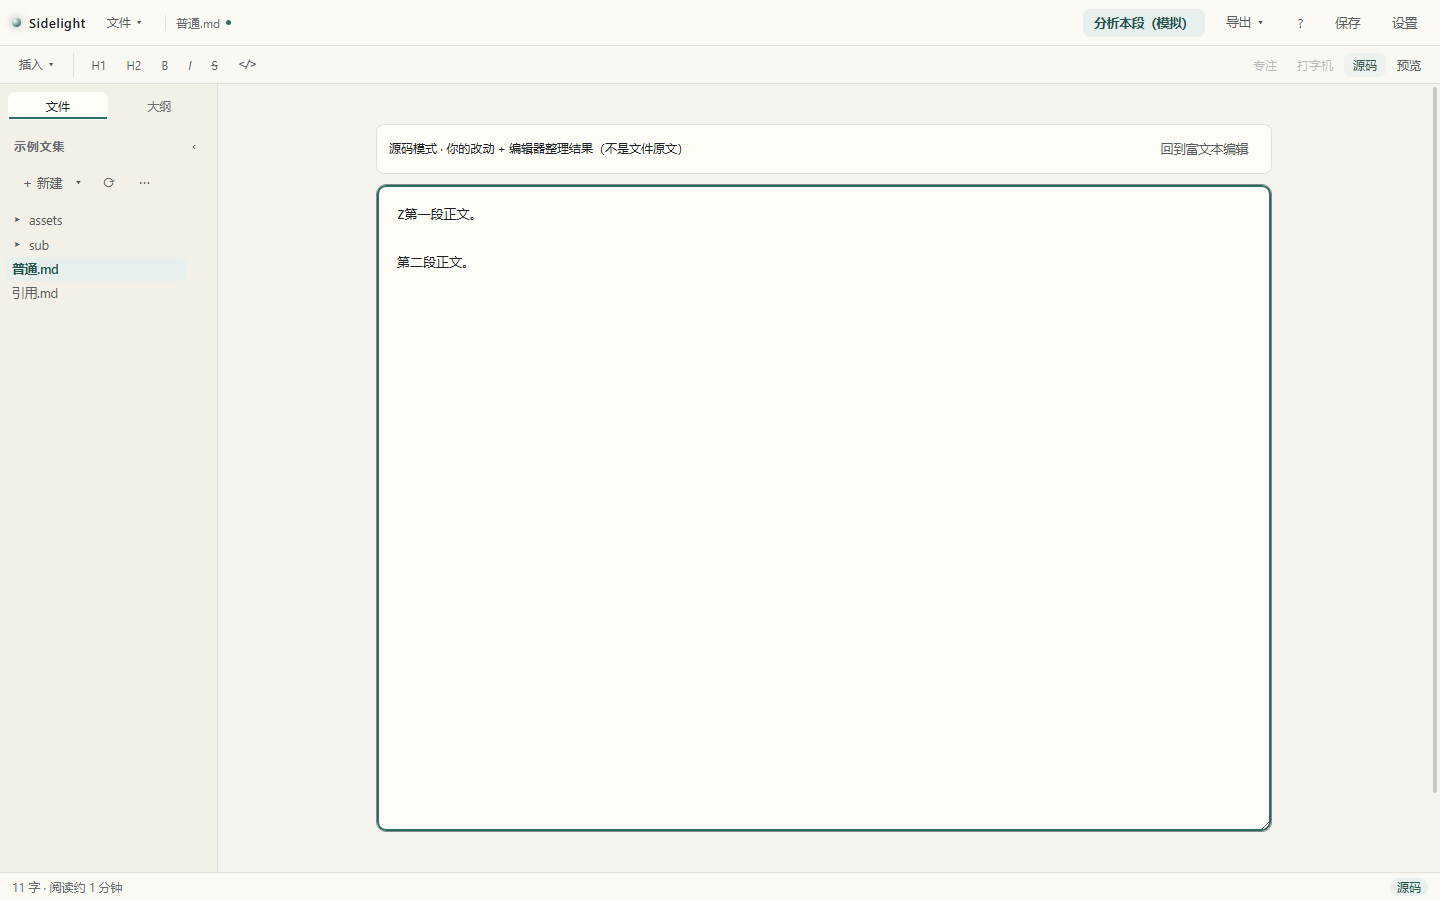 Sidelight 文件 普通.md 分析本段（模拟） 导出 ? 保存 设置
插入 H1 H2 B I S </> 专注 打字机 源码 预览
文件 大纲
示例文集
+ 新建 ···
assets
sub
普通.md
引用.md
源码模式 · 你的改动 + 编辑器整理结果（不是文件原文） 回到富文本编辑
Z第一段正文。
第二段正文。
11 字 · 阅读约 1 分钟 源码